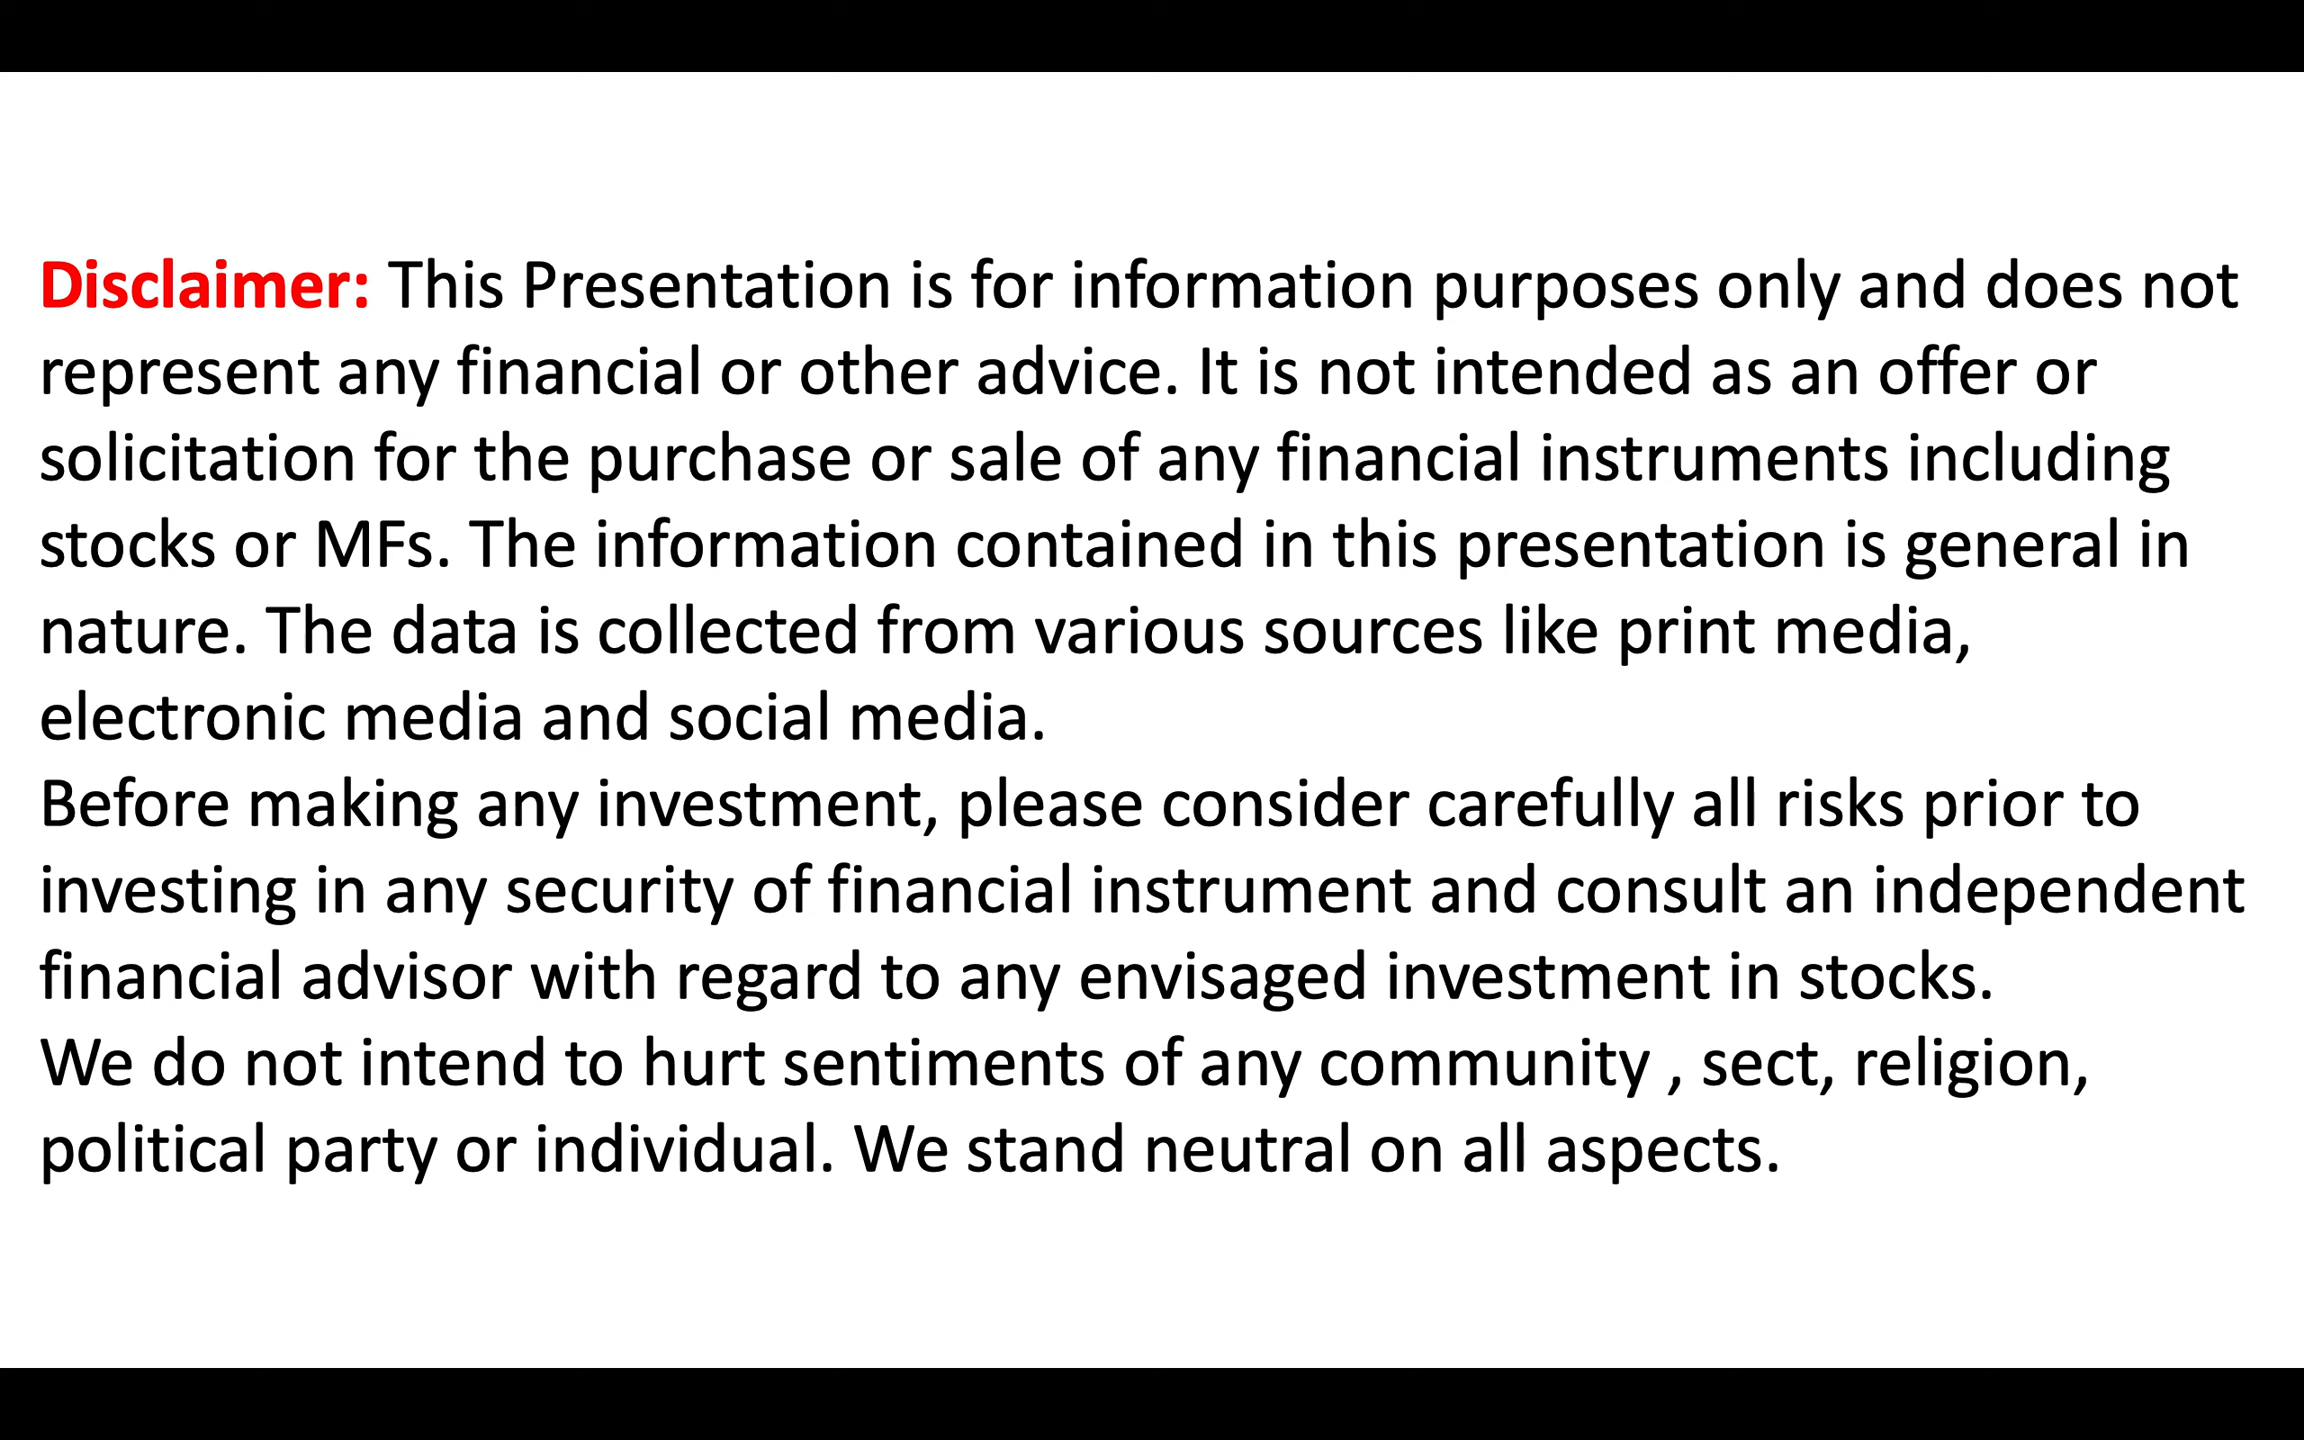 Disclaimer: This Presentation is for information purposes only and does not
represent any financial or other advice. It is not intended as an offer or
solicitation for the purchase or sale of any financial instruments including
stocks or MFs. The information contained in this presentation is general in
nature. The data is collected from various sources like print media,
electronic media and social media.
Before making any investment, please consider carefully all risks prior to
investing in any security of financial instrument and consult an independent
financial advisor with regard to any envisaged investment in stocks.
We do not intend to hurt sentiments of any community , sect, religion,
political party or individual. We stand neutral on all aspects.